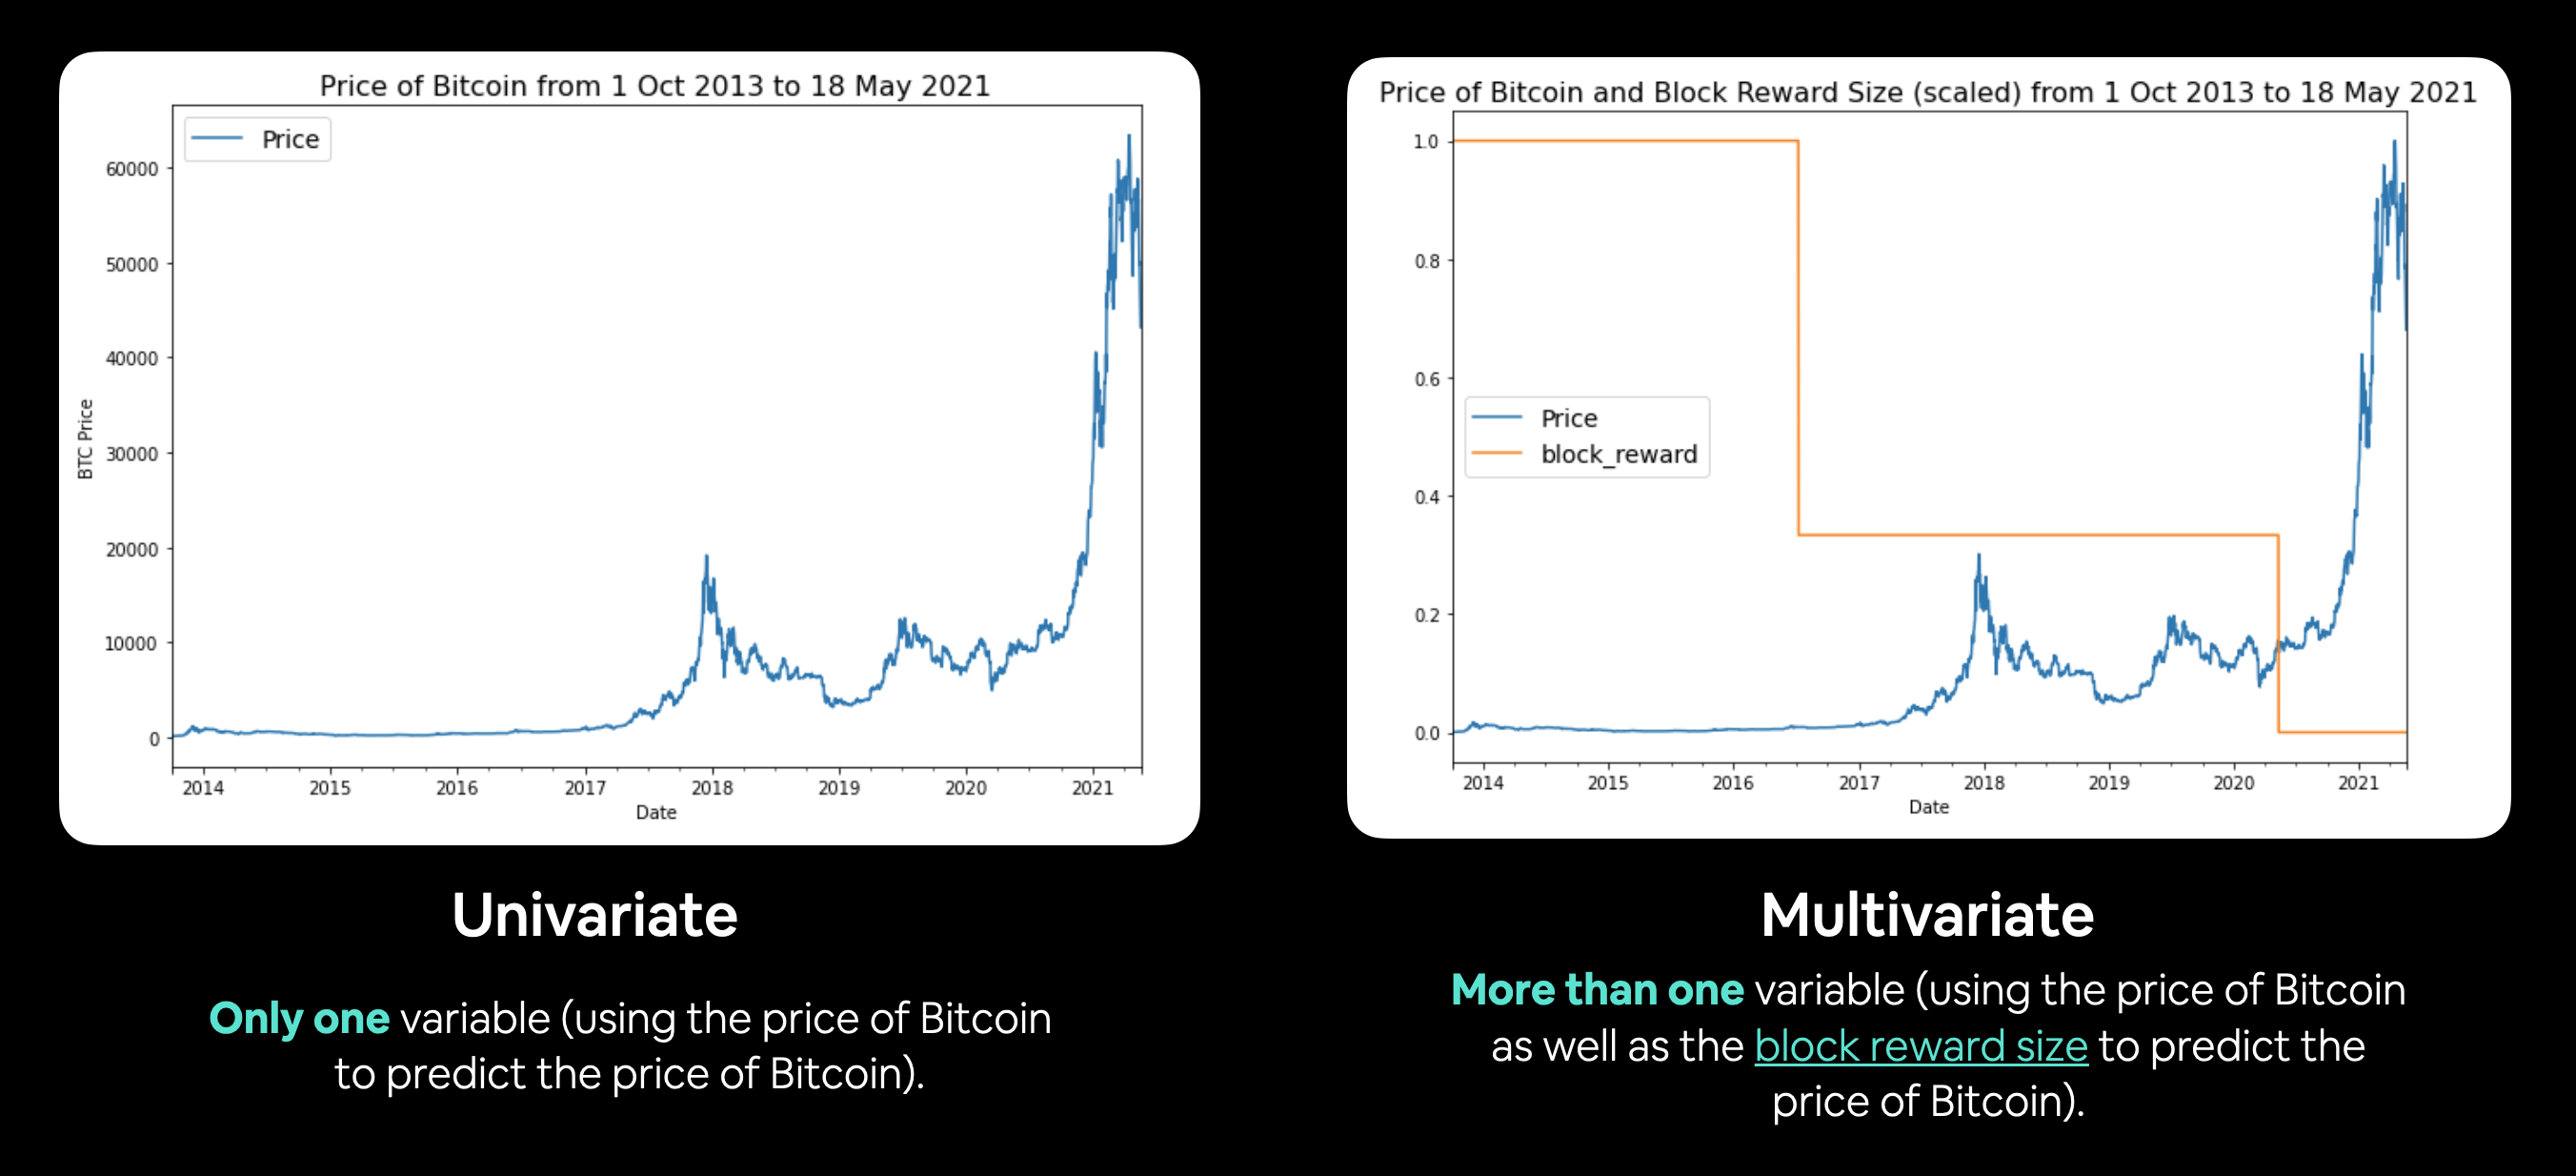 Price of Bitcoin from 1 Oct 2013 to 18 May 2021
Price
60000
50000
40000
30000
20000
10000
0
BTC Price
2014 2015 2016 2017 2018 2019 2020 2021
Date
Univariate
Only one variable (using the price of Bitcoin
to predict the price of Bitcoin).
Price of Bitcoin and Block Reward Size (scaled) from 1 Oct 2013 to 18 May 2021
1.0
0.8
0.6
0.4
0.2
0.0
Price
block_reward
2014 2015 2016 2017 2018 2019 2020 2021
Date
Multivariate
More than one variable (using the price of Bitcoin
as well as the block reward size to predict the
price of Bitcoin).